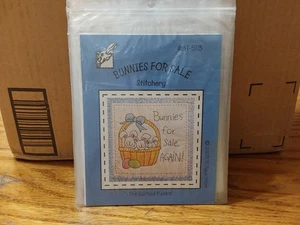 BUNNIES FOR SALE
Stitchery
Bunnies
for
Sale
AGAIN!